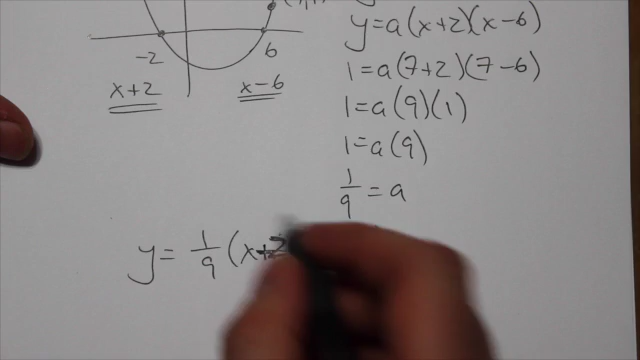 -2
6
x+2
x-6
y=a(x+2)(x-6)
1=a(7+2)(7-6)
1=a(9)(1)
1=a(9)
1/9=a
y=1/9(x+2